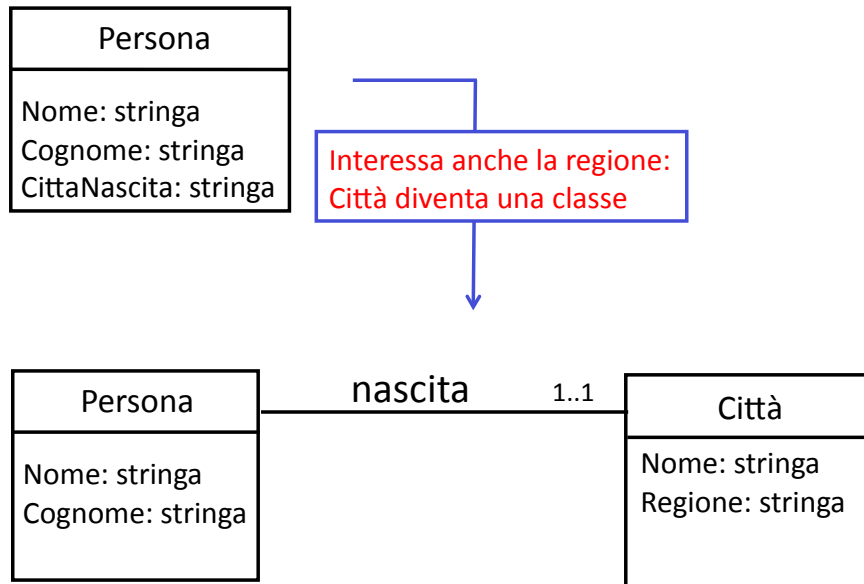 Persona
Nome: stringa
Cognome: stringa
CittaNascita: stringa
Interessa anche la regione:
Città diventa una classe
Persona
nascita
1..1
Città
Nome: stringa
Cognome: stringa
Nome: stringa
Regione: stringa